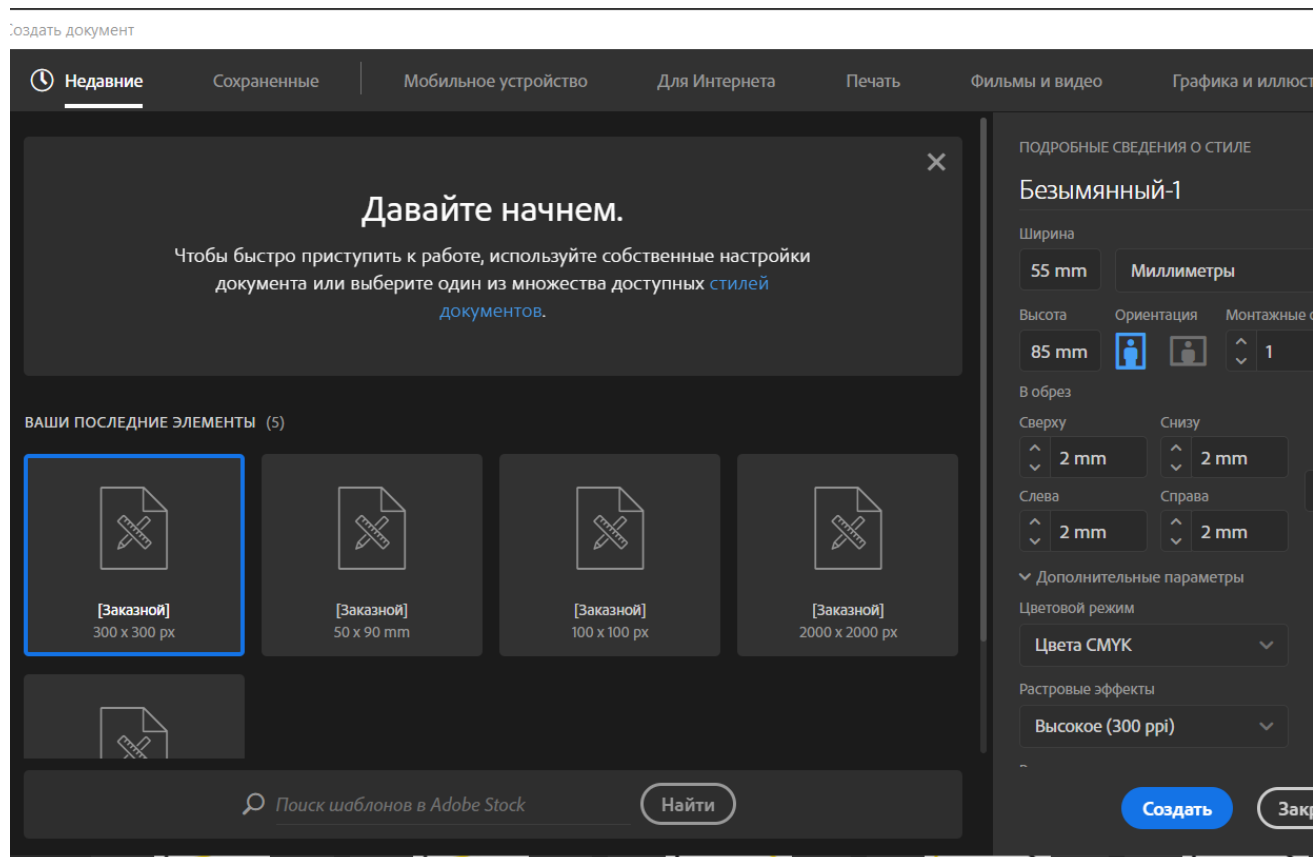 Создать документ
Недавние
Сохраненные
Мобильное устройство
Для Интернета
Печать
Фильмы и видео
Графика и иллюст
Давайте начнем.
Чтобы быстро приступить к работе, используйте собственные настройки
документа или выберите один из множества доступных стилей
документов.
ВАШИ ПОСЛЕДНИЕ ЭЛЕМЕНТЫ (5)
[Заказной]
300 x 300 px
[Заказной]
50 x 90 mm
[Заказной]
100 x 100 px
[Заказной]
2000 x 2000 px
Поиск шаблонов в Adobe Stock
Найти
ПОДРОБНЫЕ СВЕДЕНИЯ О СТИЛЕ
Безымянный-1
Ширина
55 mm Миллиметры
Высота Ориентация Монтажные о
85 mm 1
В обрез
Сверху Снизу
2 mm 2 mm
Слева Справа
2 mm 2 mm
Дополнительные параметры
Цветовой режим
Цвета CMYK
Растровые эффекты
Высокое (300 ppi)
Создать Закр